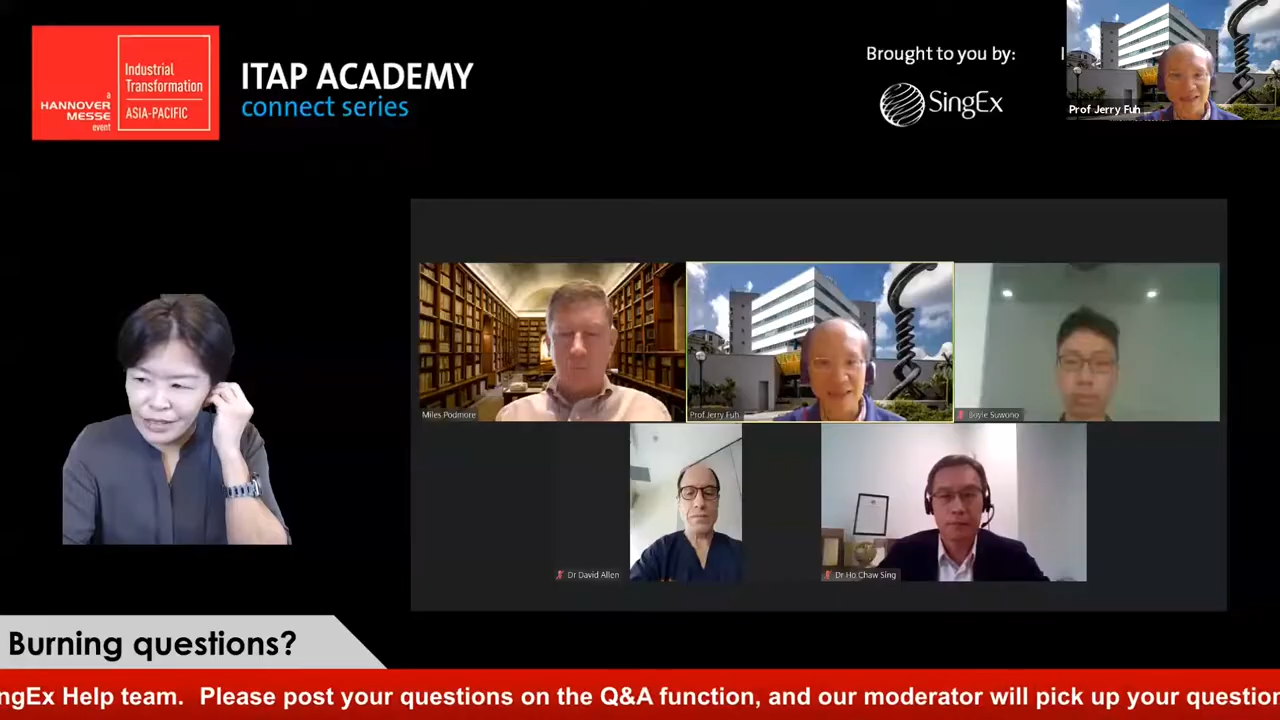 Industrial
Transformation
ASIA-PACIFIC
a
HANNOVER
MESSE
event
ITAP ACADEMY
connect series
Brought to you by:
SingEx
Prof Jerry Fuh
Miles Podmore
Prof Jerry Fuh
Boyle Suwono
Dr David Allen
Dr Ho Chaw Sing
Burning questions?
ngEx Help team. Please post your questions on the Q&A function, and our moderator will pick up your question